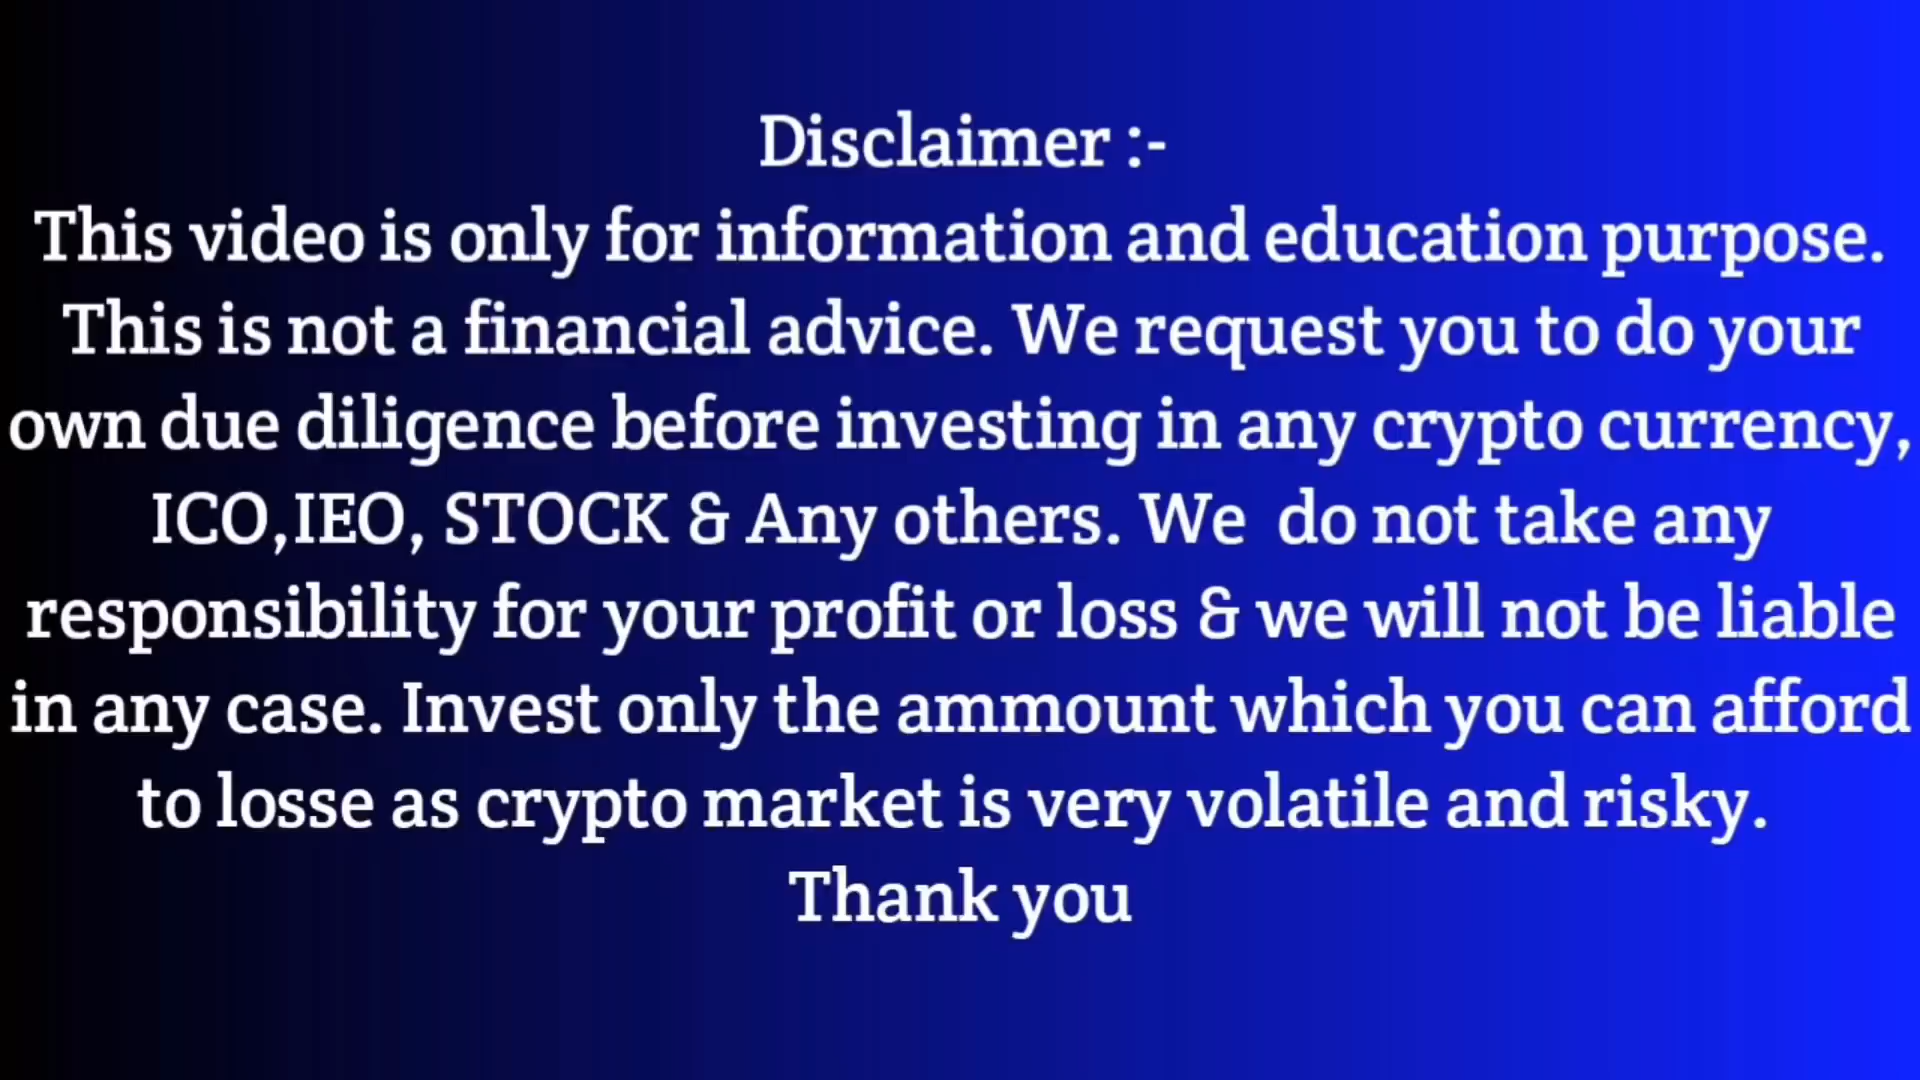 Disclaimer :-
This video is only for information and education purpose.
This is not a financial advice. We request you to do your
own due diligence before investing in any crypto currency,
ICO,IEO, STOCK & Any others. We  do not take any
responsibility for your profit or loss & we will not be liable
in any case. Invest only the ammount which you can afford
to losse as crypto market is very volatile and risky.
Thank you